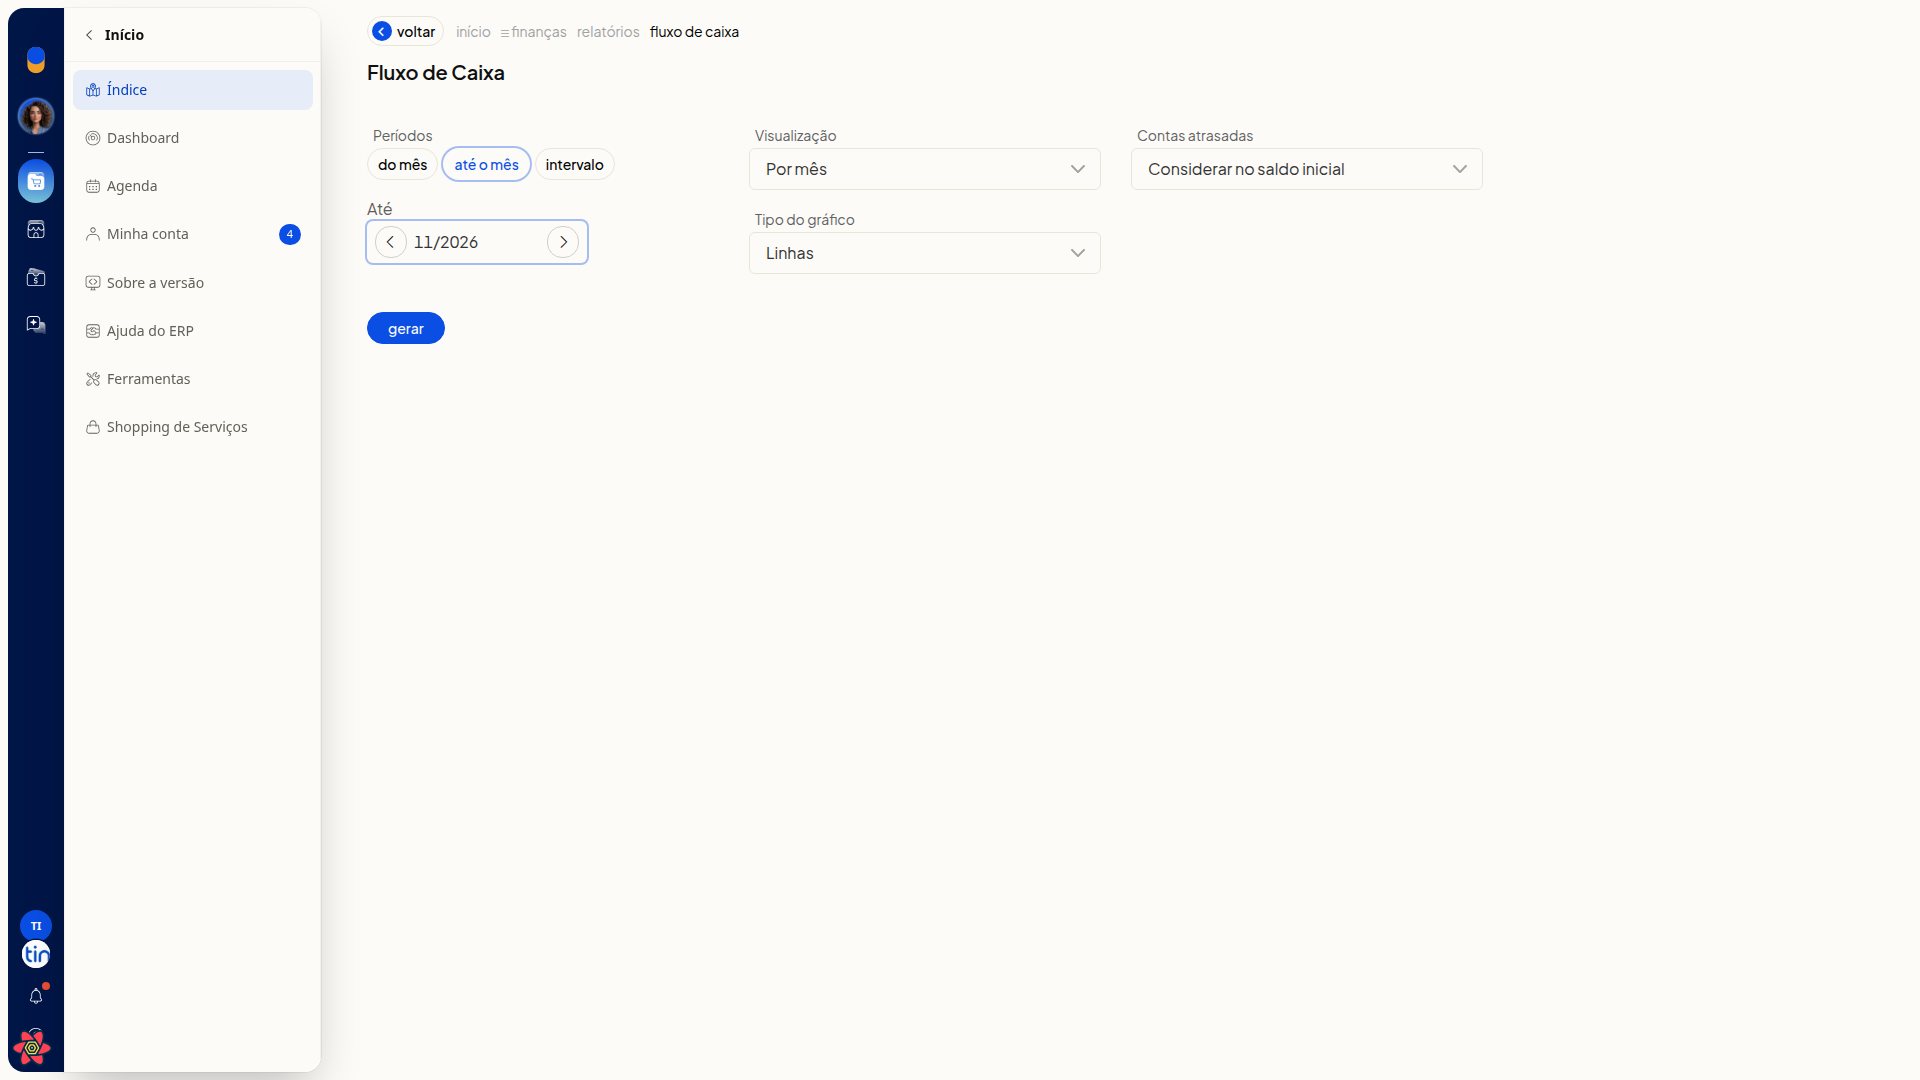 Início
Índice
Dashboard
Agenda
Minha conta 4
Sobre a versão
Ajuda do ERP
Ferramentas
Shopping de Serviços
TI
tin
voltar início finanças relatórios fluxo de caixa
Fluxo de Caixa
Períodos
do mês até o mês intervalo
Até
11/2026
Visualização
Por mês
Tipo do gráfico
Linhas
Contas atrasadas
Considerar no saldo inicial
gerar